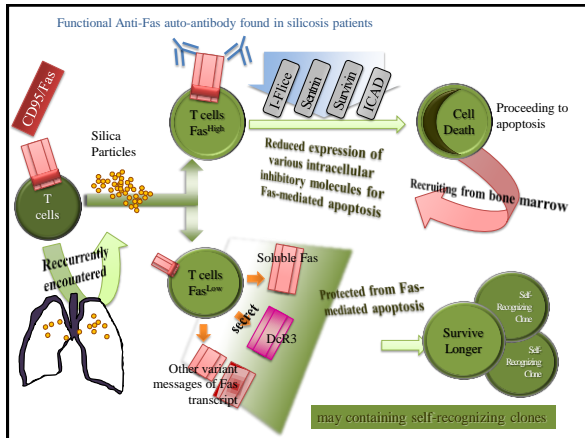 Functional Anti-Fas auto-antibody found in silicosis patients
CD95/Fas
Silica
Particles
T
cells
T cells
Fas^High
I-Flice
Sentrin
Survivin
ICAD
Reduced expression of
various intracellular
inhibitory molecules for
Fas-mediated apoptosis
Cell
Death
Proceeding to
apoptosis
Recruiting from bone marrow
Reccurrently
encountered
T cells
Fas^Low
Soluble Fas
secret
DcR3
Other variant
messages of Fas
transcript
Protected from Fas-
mediated apoptosis
Survive
Longer
Self-
Recognizing
Clone
Self-
Recognizing
Clone
may containing self-recognizing clones